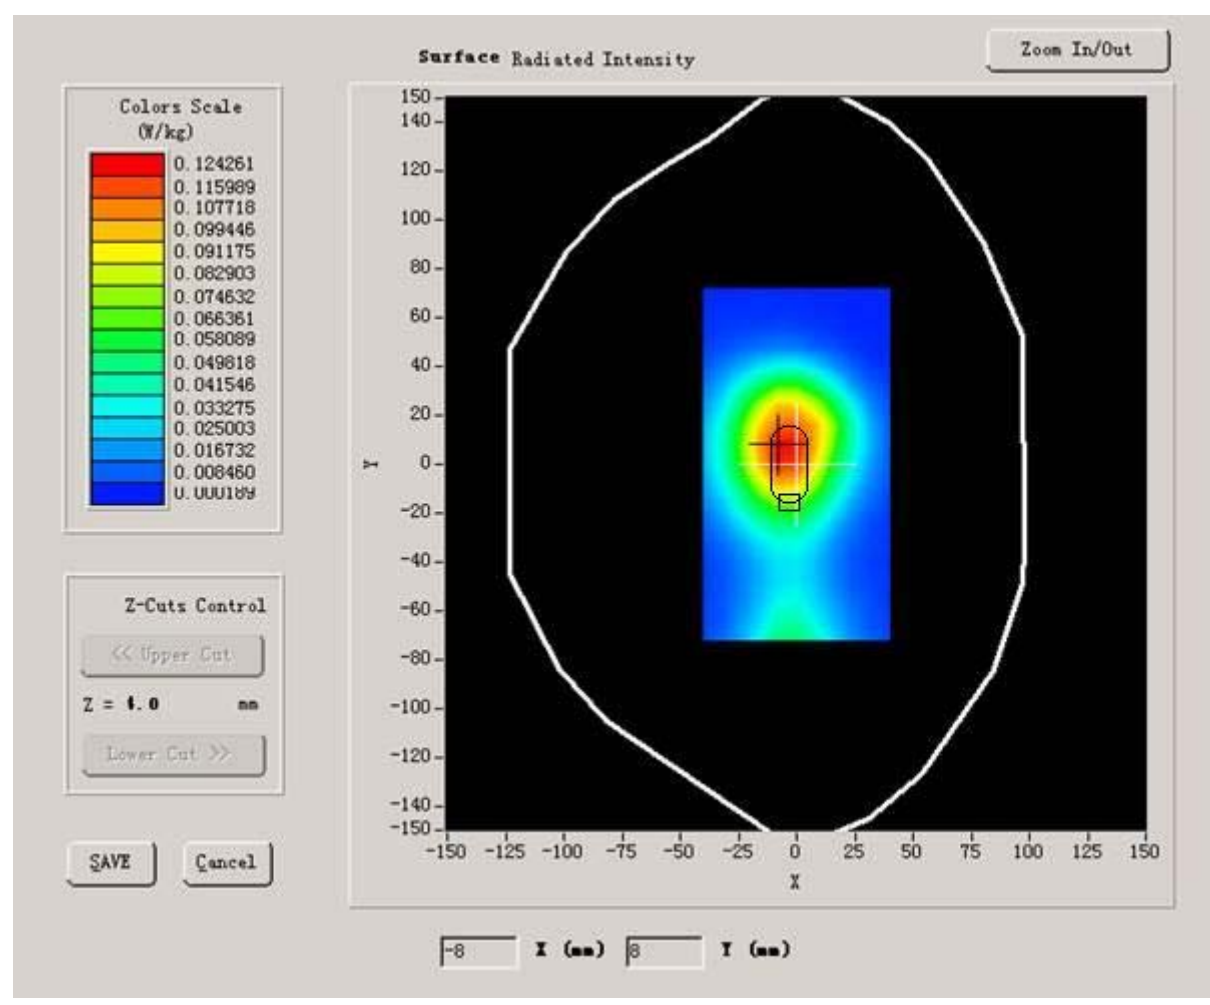 Surface Radiated Intensity
Zoom In/Out
Colors Scale
(W/kg)
0.124261
0.115989
0.107718
0.099446
0.091175
0.082903
0.074632
0.066361
0.058089
0.049818
0.041546
0.033275
0.025003
0.016732
0.008460
0.000189
Z-Cuts Control
<< Upper Cut
Z = 4.0 mm
Lower Cut >>
SAVE
Cancel
150
140
120
100
80
60
40
20
0
-20
-40
-60
-80
-100
-120
-140
-150
Y
-150 -125 -100 -75 -50 -25 0 25 50 75 100 125 150
X
-8 X (mm) 8 Y (mm)